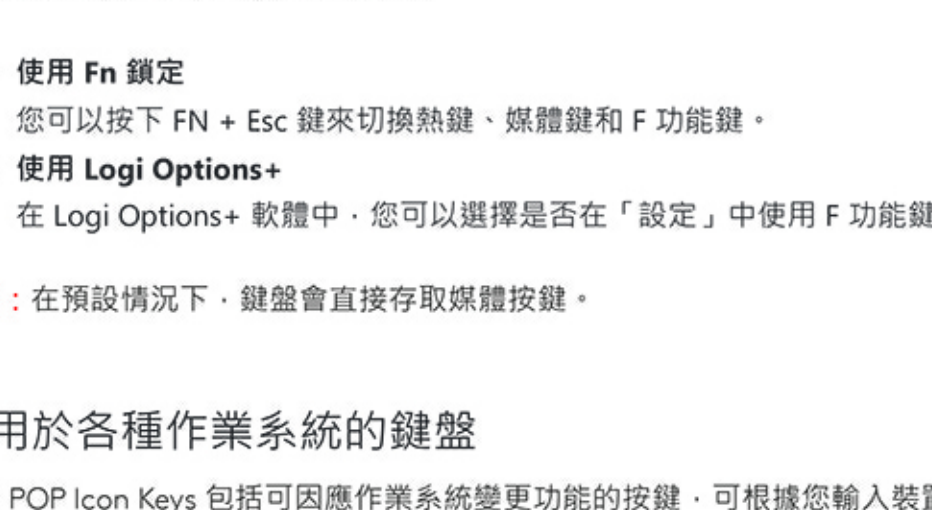 使用 Fn 鎖定
您可以按下 FN + Esc 鍵來切換熱鍵、媒體鍵和 F 功能鍵。
使用 Logi Options+
在 Logi Options+ 軟體中，您可以選擇是否在「設定」中使用 F 功能鍵
：在預設情況下，鍵盤會直接存取媒體按鍵。
用於各種作業系統的鍵盤
POP Icon Keys 包括可因應作業系統變更功能的按鍵，可根據您輸入裝置